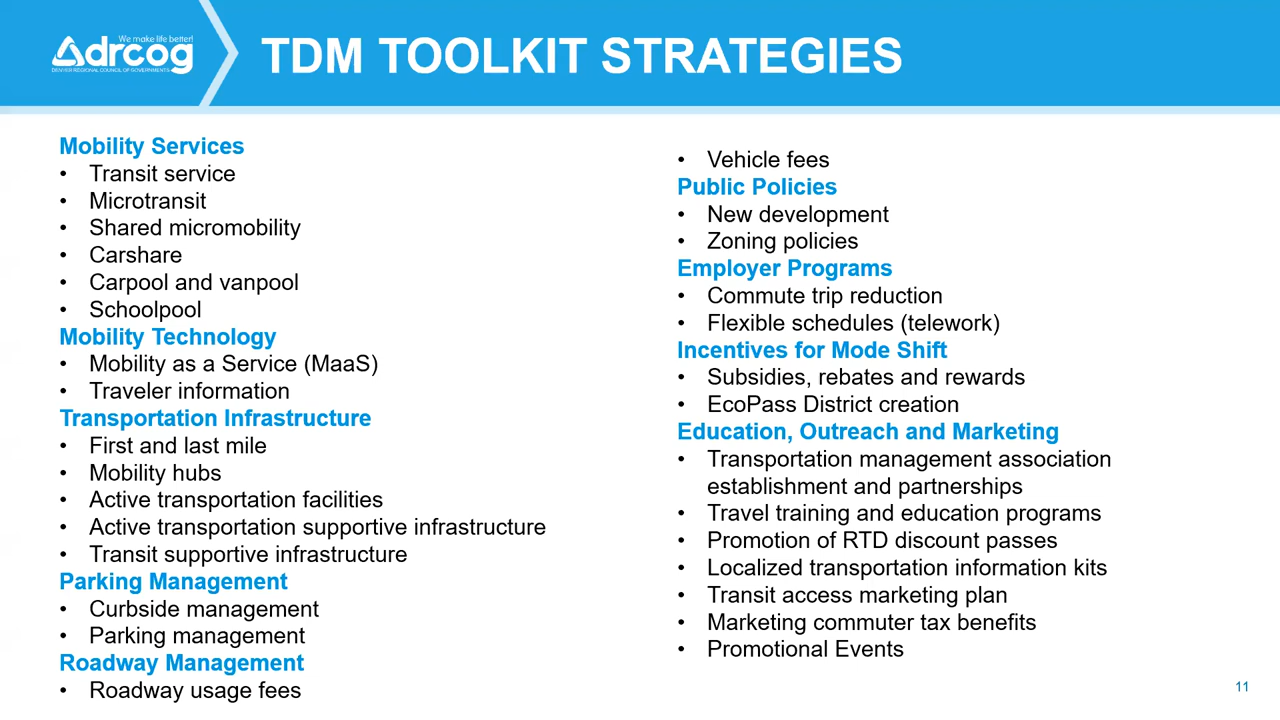 We make life better!
drcog
DENVER REGIONAL COUNCIL OF GOVERNMENTS
TDM TOOLKIT STRATEGIES
Mobility Services
• Transit service
• Microtransit
• Shared micromobility
• Carshare
• Carpool and vanpool
• Schoolpool
Mobility Technology
• Mobility as a Service (MaaS)
• Traveler information
Transportation Infrastructure
• First and last mile
• Mobility hubs
• Active transportation facilities
• Active transportation supportive infrastructure
• Transit supportive infrastructure
Parking Management
• Curbside management
• Parking management
Roadway Management
• Roadway usage fees
• Vehicle fees
Public Policies
• New development
• Zoning policies
Employer Programs
• Commute trip reduction
• Flexible schedules (telework)
Incentives for Mode Shift
• Subsidies, rebates and rewards
• EcoPass District creation
Education, Outreach and Marketing
• Transportation management association
establishment and partnerships
• Travel training and education programs
• Promotion of RTD discount passes
• Localized transportation information kits
• Transit access marketing plan
• Marketing commuter tax benefits
• Promotional Events
11